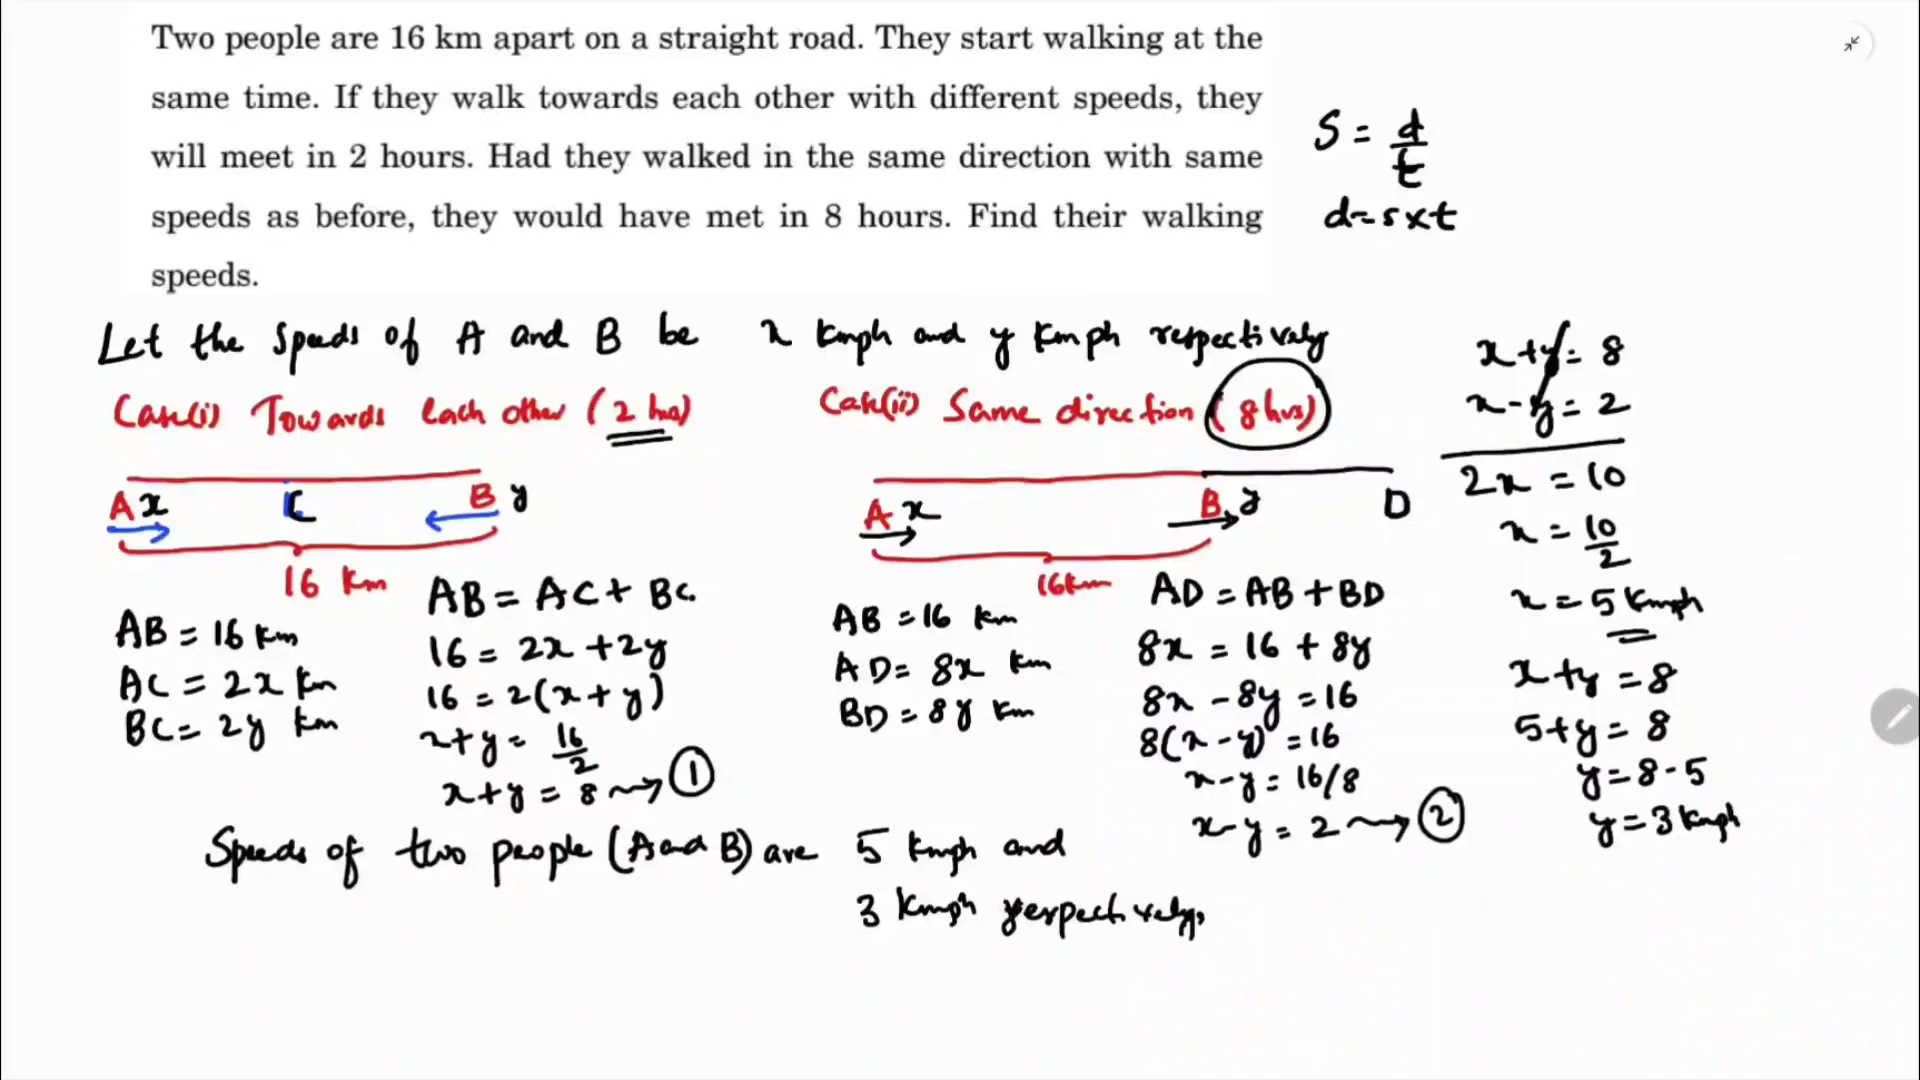 Two people are 16 km apart on a straight road. They start walking at the
same time. If they walk towards each other with different speeds, they
will meet in 2 hours. Had they walked in the same direction with same
speeds as before, they would have met in 8 hours. Find their walking
speeds.
S = d/t
d = s x t
Let the speeds of A and B be x Kmph and y Kmph respectively
Case(i) Towards each other (2 hrs)
A x C B y
16 Km
AB = 16 km
AC = 2x km
BC = 2y km
AB = AC + BC
16 = 2x + 2y
16 = 2(x + y)
x + y = 16/2
x + y = 8 → ①
Case(ii) Same direction (8 hrs)
A x B y D
16km
AB = 16 km
AD = 8x km
BD = 8y km
AD = AB + BD
8x = 16 + 8y
8x - 8y = 16
8(x - y) = 16
x - y = 16/8
x - y = 2 → ②
x + y = 8
x - y = 2
2x = 10
x = 10/2
x = 5 Kmph
x + y = 8
5 + y = 8
y = 8 - 5
y = 3 Kmph
Speeds of two people (A and B) are 5 kmph and
3 Kmph respectively.